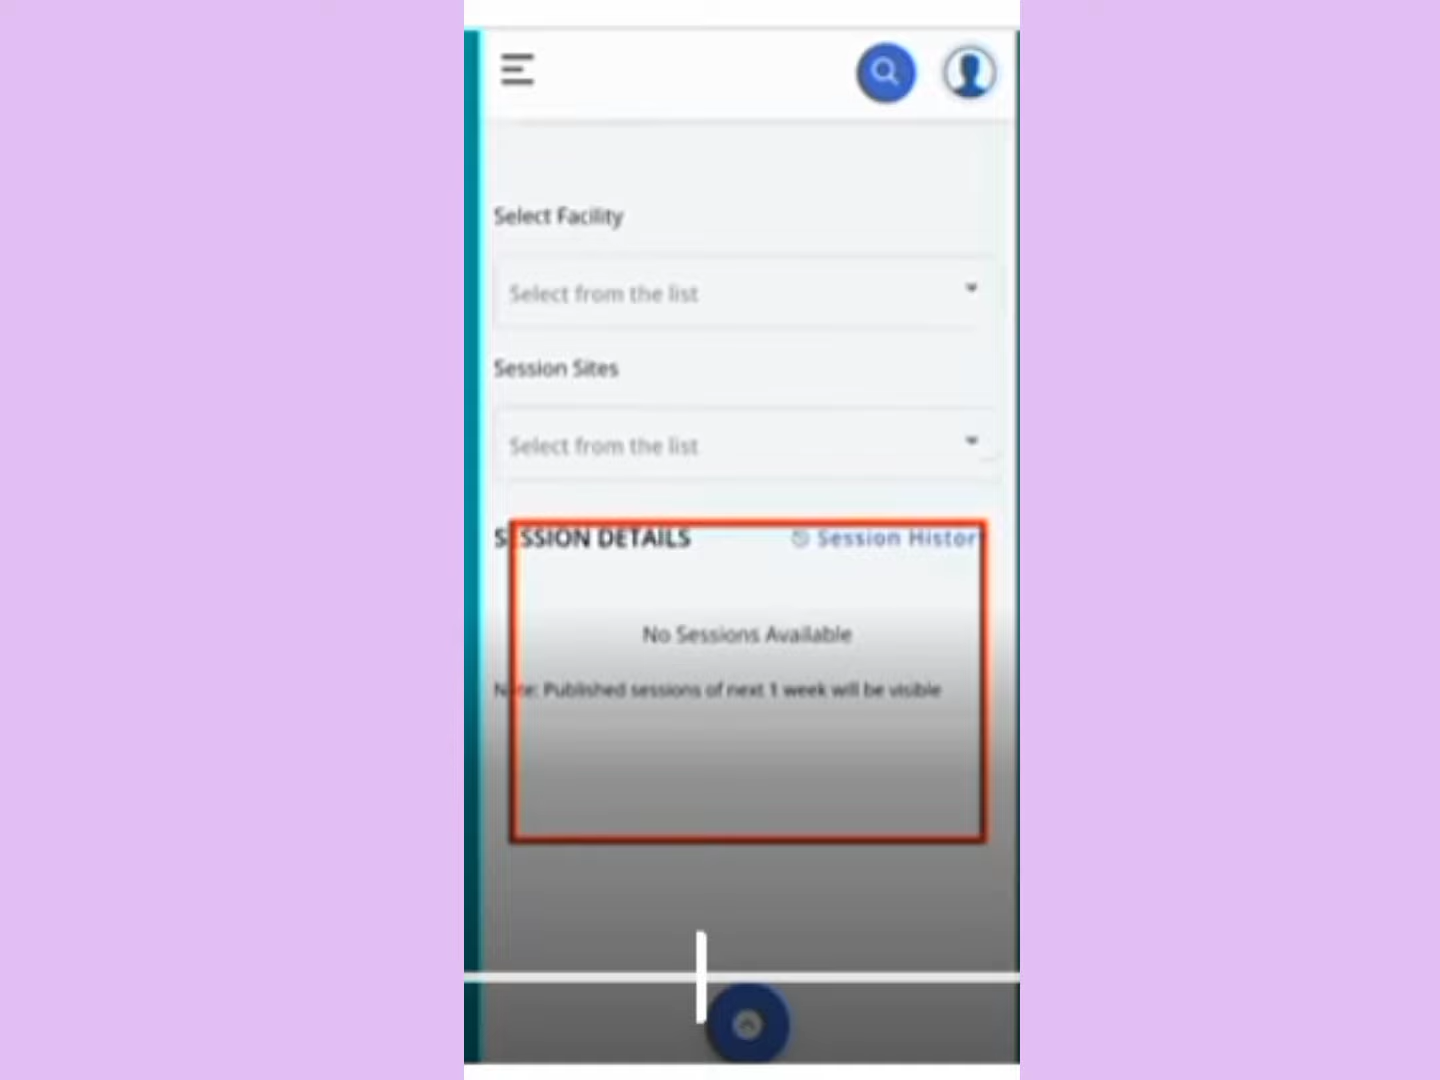 Select Facility
Select from the list
Session Sites
Select from the list
SESSION DETAILS
Session History
No Sessions Available
Note: Published sessions of next 1 week will be visible